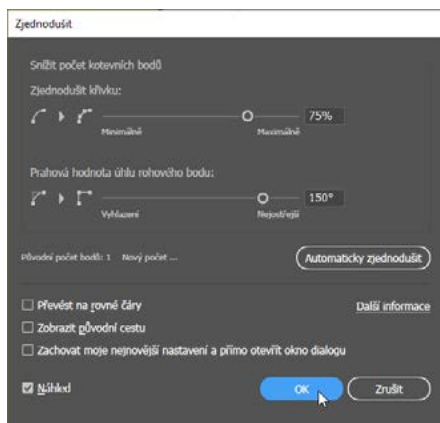 Zjednodušit
Snížit počet kotevních bodů
Zjednodušit křivku:
75%
Minimálně Maximálně
Prahová hodnota úhlu rohového bodu:
150°
Vyhlazení Nejostřejší
Původní počet bodů: 1 Nový počet ...
Automaticky zjednodušit
Převést na rovné čáry
Další informace
Zobrazit původní cestu
Zachovat moje nejnovější nastavení a přímo otevřít okno dialogu
Náhled
OK
Zrušit